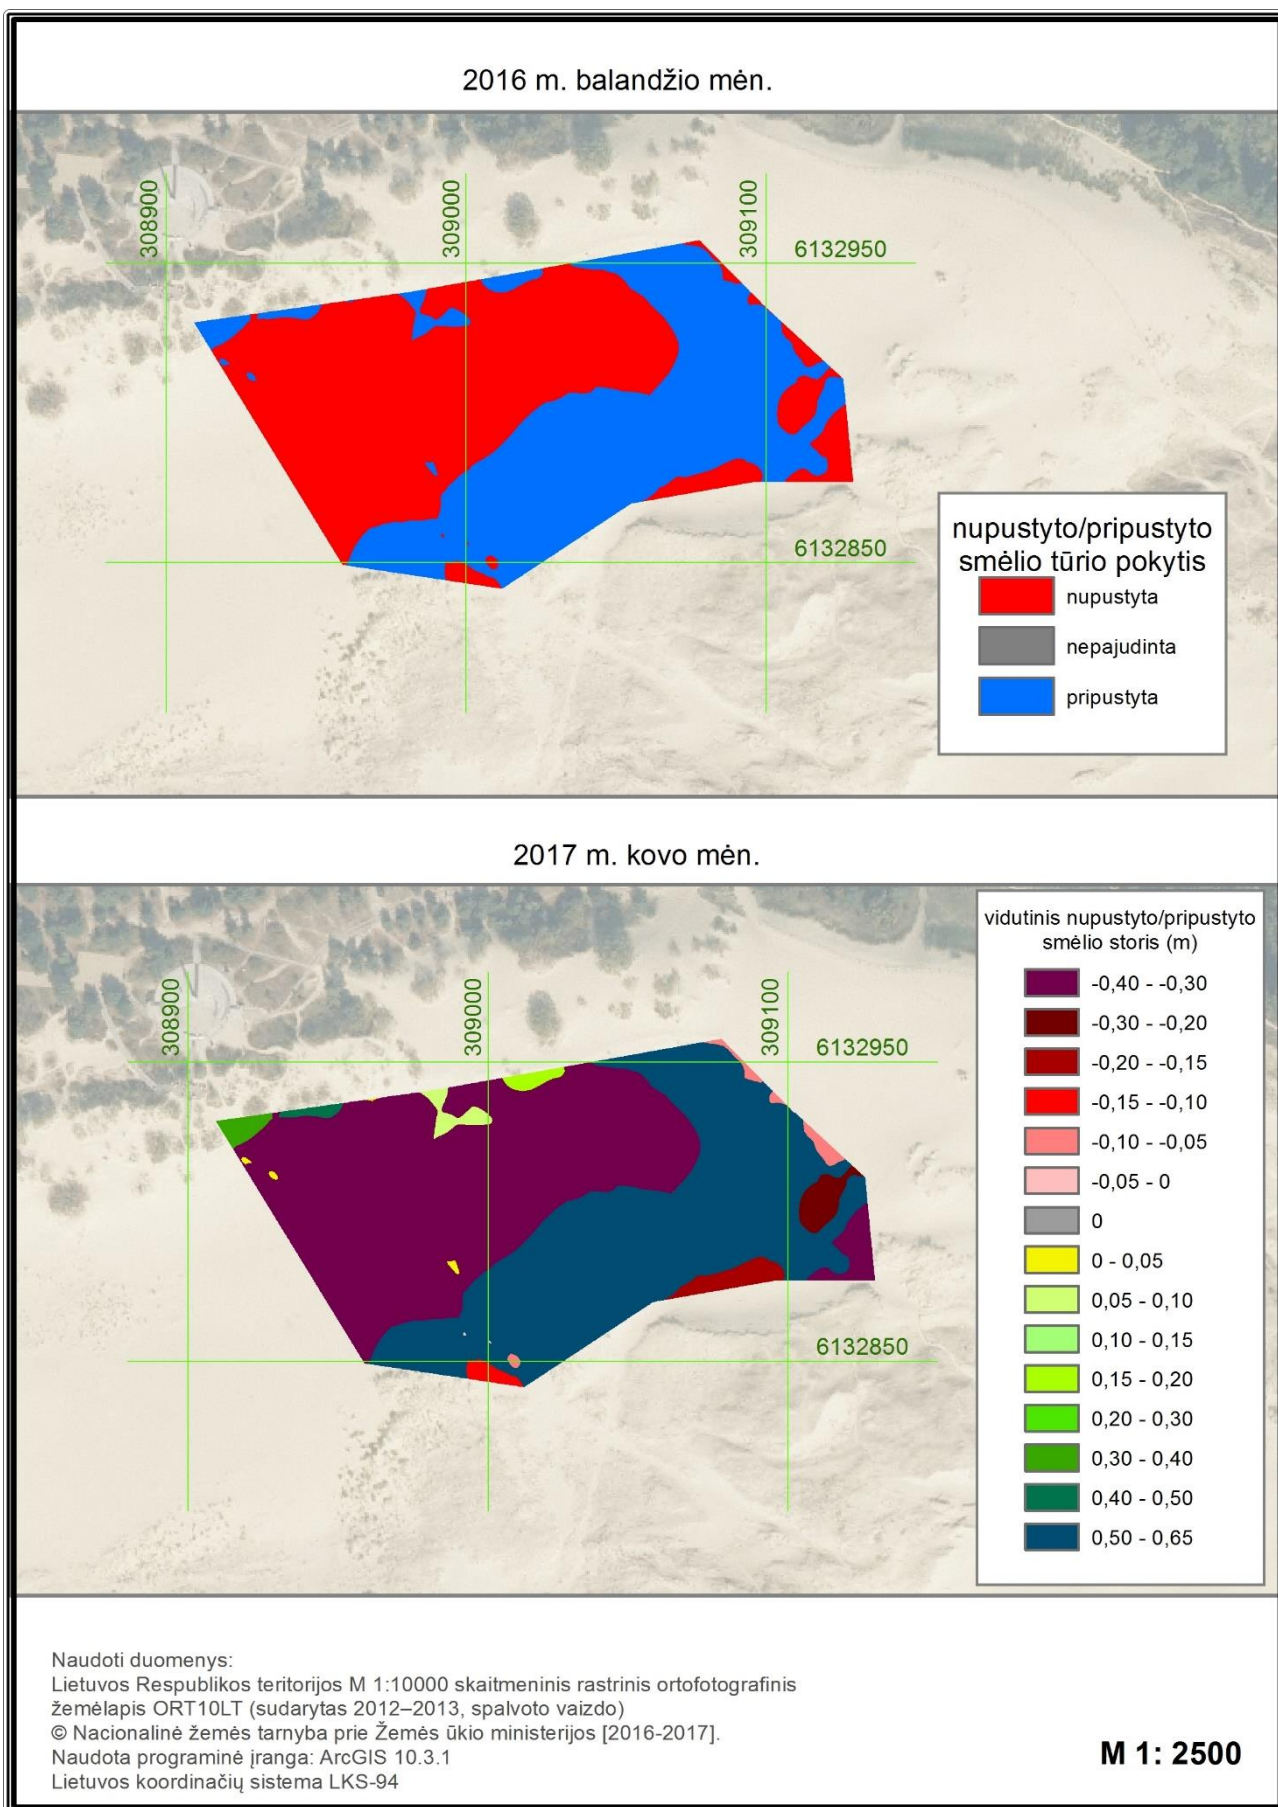 2016 m. balandžio mėn.
308900
309000
309100
6132950
6132850
nupustyto/pripustyto
smėlio tūrio pokytis
nupustyta
nepajudinta
pripustyta
2017 m. kovo mėn.
308900
309000
309100
6132950
6132850
vidutinis nupustyto/pripustyto
smėlio storis (m)
-0,40 - -0,30
-0,30 - -0,20
-0,20 - -0,15
-0,15 - -0,10
-0,10 - -0,05
-0,05 - 0
0
0 - 0,05
0,05 - 0,10
0,10 - 0,15
0,15 - 0,20
0,20 - 0,30
0,30 - 0,40
0,40 - 0,50
0,50 - 0,65
Naudoti duomenys:
Lietuvos Respublikos teritorijos M 1:10000 skaitmeninis rastrinis ortofotografinis
žemėlapis ORT10LT (sudarytas 2012–2013, spalvoto vaizdo)
© Nacionalinė žemės tarnyba prie Žemės ūkio ministerijos [2016-2017].
Naudota programinė įranga: ArcGIS 10.3.1
Lietuvos koordinačių sistema LKS-94
M 1: 2500